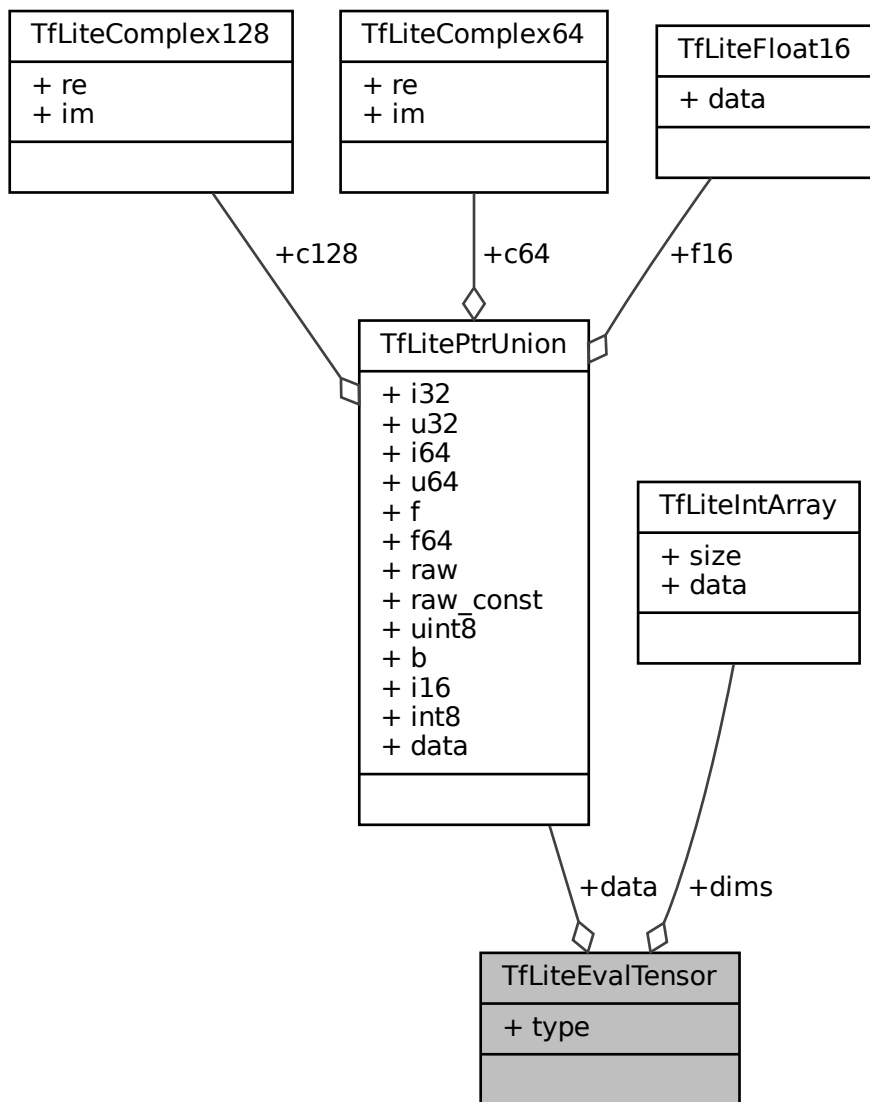 TfLiteComplex128
+ re
+ im
TfLiteComplex64
+ re
+ im
TfLiteFloat16
+ data
+c128
+c64
+f16
TfLitePtrUnion
+ i32
+ u32
+ i64
+ u64
+ f
+ f64
+ raw
+ raw_const
+ uint8
+ b
+ i16
+ int8
+ data
TfLiteIntArray
+ size
+ data
+data
+dims
TfLiteEvalTensor
+ type